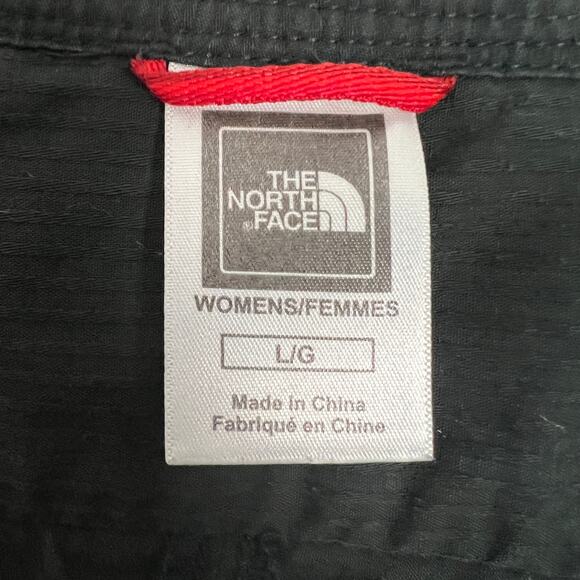 THE
NORTH
®FACE
WOMENS/FEMMES
L/G
Made in China
Fabriqué en Chine